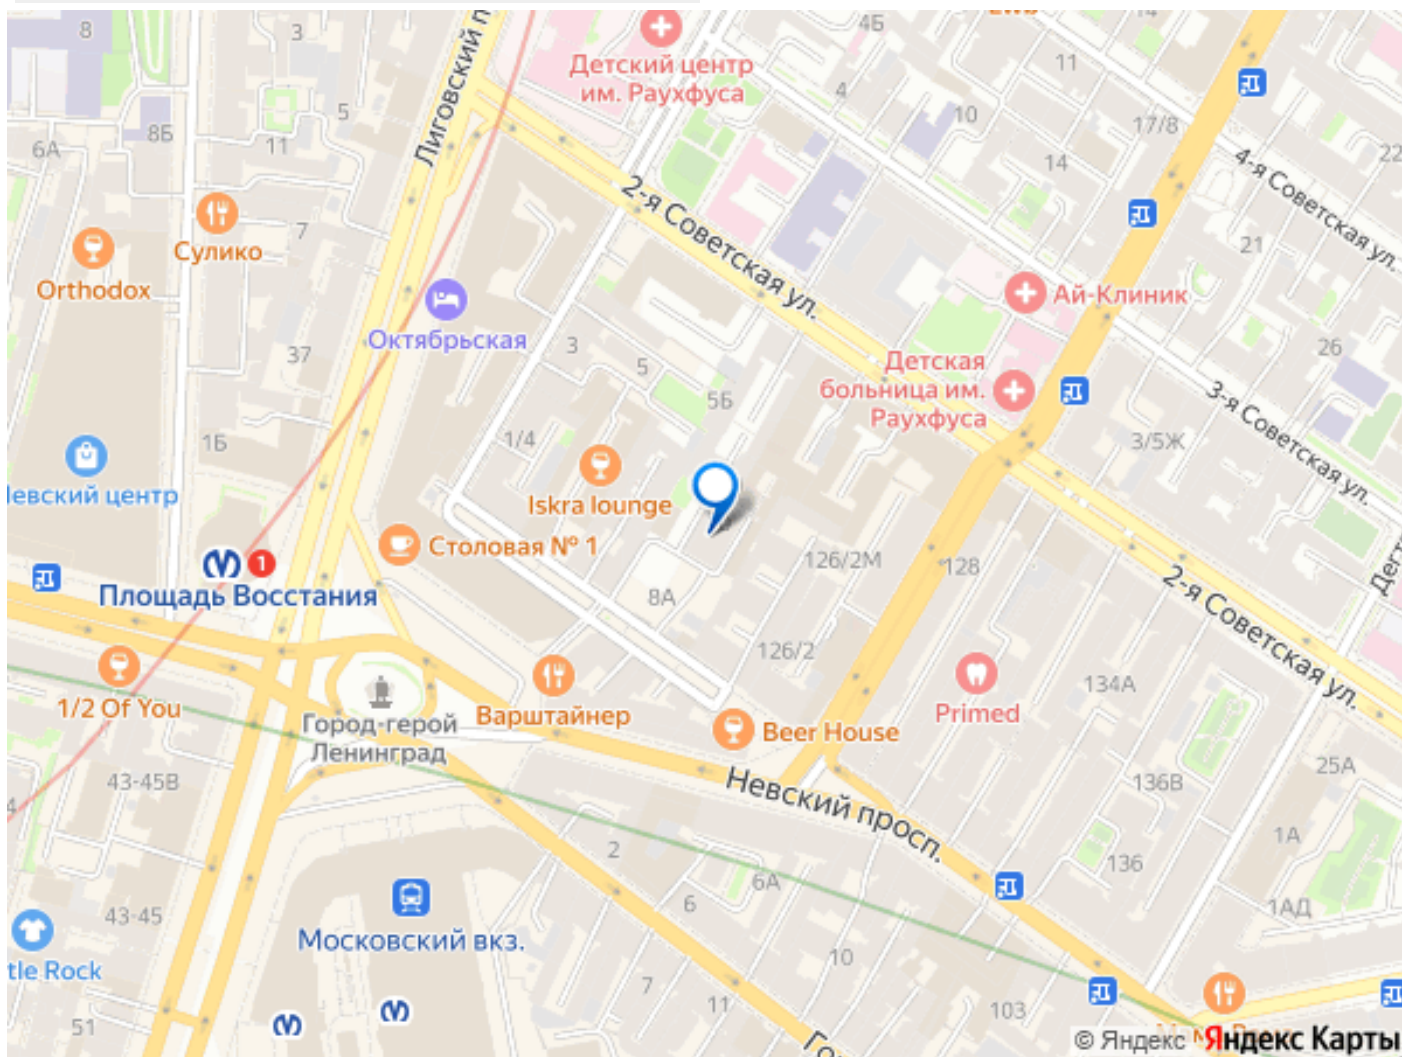 8
3
5
8Б
11
6А
7
Сулико
Orthodox
37
1Б
Лиговский п
Детский центр
им. Раухфуса
4Б
4
11
10
14
14
17/8
22
4-я Советская ул.
21
2-я Советская ул.
Ай-Клиник
26
Октябрьская
3
5
5Б
Детская
больница им.
Раухфуса
3/5Ж
3-я Советская ул.
1/4
Iskra lounge
Столовая № 1
Невский центр
1
Площадь Восстания
8А
126/2М
128
126/2
2-я Советская ул.
Дегт
1/2 Of You
Город-герой
Ленинград
Варштайнер
Beer House
Primed
134А
43-45В
Невский просп.
136В
25А
1А
136
2
6А
6
43-45
Московский вкз.
1АД
tle Rock
10
7
11
103
51
Го
© Яндекс Яндекс Карты